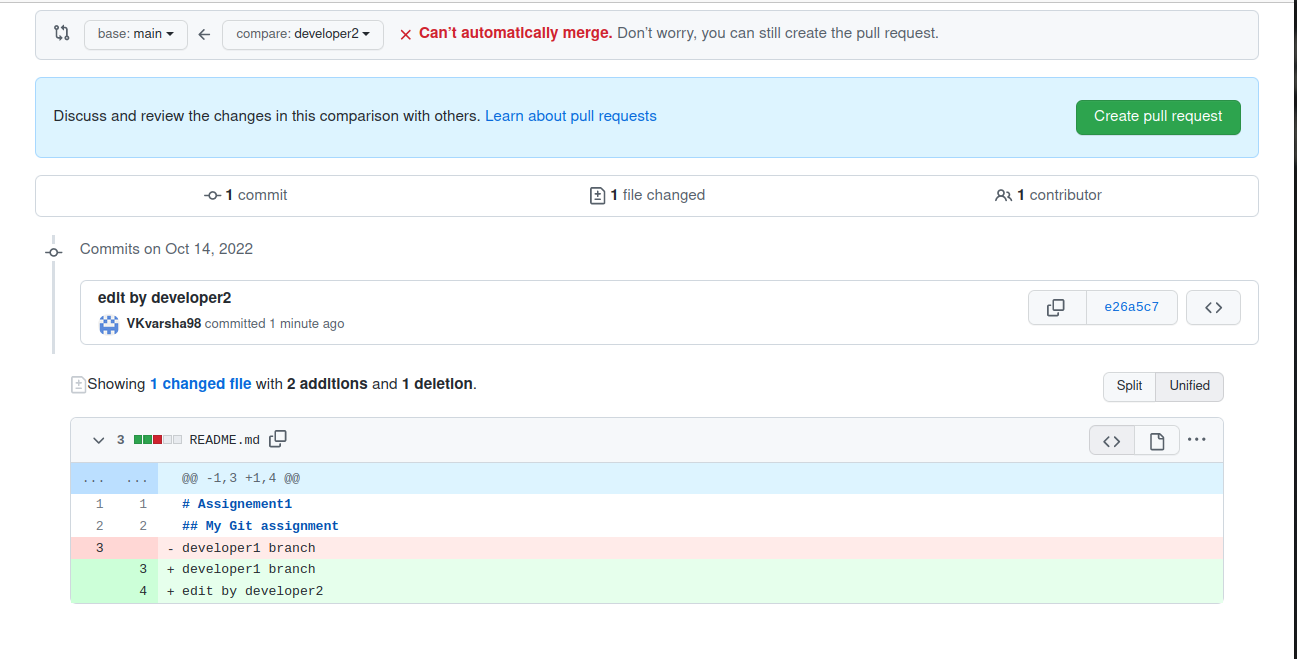 base: main ← compare: developer2 × Can't automatically merge. Don't worry, you can still create the pull request.
Discuss and review the changes in this comparison with others. Learn about pull requests Create pull request
1 commit 1 file changed 1 contributor
Commits on Oct 14, 2022
edit by developer2
VKvarsha98 committed 1 minute ago e26a5c7 <>
Showing 1 changed file with 2 additions and 1 deletion. Split Unified
3 README.md <> ...
... ... @@ -1,3 +1,4 @@
1 1 # Assignement1
2 2 ## My Git assignment
3 - developer1 branch
3 + developer1 branch
4 + edit by developer2